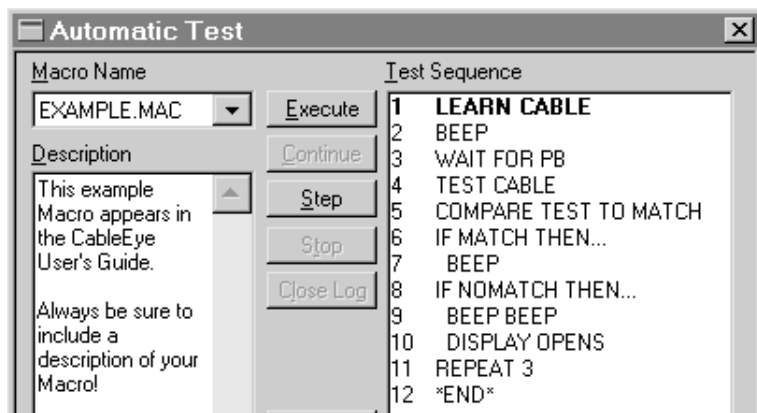 Automatic Test
Macro Name
EXAMPLE.MAC
Description
This example
Macro appears in
the CableEye
User's Guide.
Always be sure to
include a
description of your
Macro!
Execute
Continue
Step
Stop
Close Log
Test Sequence
1 LEARN CABLE
2 BEEP
3 WAIT FOR PB
4 TEST CABLE
5 COMPARE TEST TO MATCH
6 IF MATCH THEN...
7 BEEP
8 IF NOMATCH THEN...
9 BEEP BEEP
10 DISPLAY OPENS
11 REPEAT 3
12 *END*